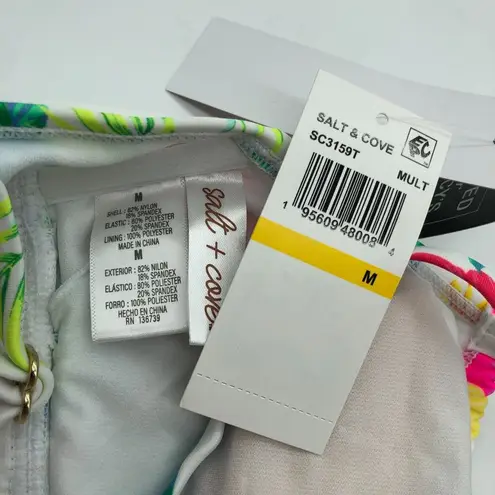 SALT & COVE
SC3159T
MULT
1 95609 48008 4
M
M
SHELL: 82% NYLON
18% SPANDEX
ELASTIC: 80% POLYESTER
20% SPANDEX
LINING: 100% POLYESTER
MADE IN CHINA
M
EXTERIOR: 82% NILON
18% SPANDEX
ELÁSTICO: 80% POLYESTER
20% SPANDEX
FORRO: 100% POLYESTER
HECHO EN CHINA
RN 136739
salt + cove